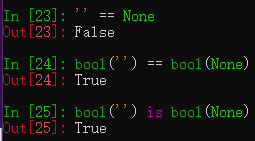 In [23]: '' == None
Out[23]: False
In [24]: bool('') == bool(None)
Out[24]: True
In [25]: bool('') is bool(None)
Out[25]: True